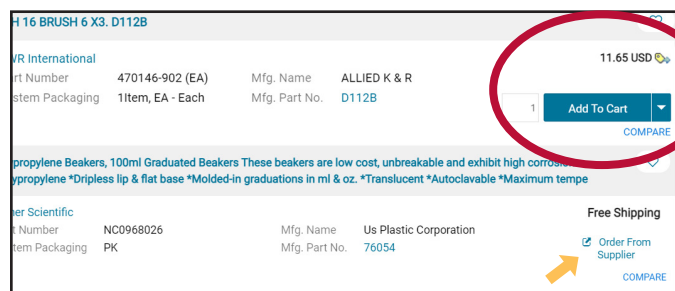 H 16 BRUSH 6 X3. D112B
WR International
11.65 USD
rt Number 470146-902 (EA) Mfg. Name ALLIED K & R
stem Packaging 1Item, EA - Each Mfg. Part No. D112B
1 Add To Cart
COMPARE
propylene Beakers, 100ml Graduated Beakers These beakers are low cost, unbreakable and exhibit high corrosion
ypropylene *Dripless lip & flat base *Molded-in graduations in ml & oz. *Translucent *Autoclavable *Maximum tempe
her Scientific
Free Shipping
t Number NC0968026 Mfg. Name Us Plastic Corporation
tem Packaging PK Mfg. Part No. 76054
Order From
Supplier
COMPARE